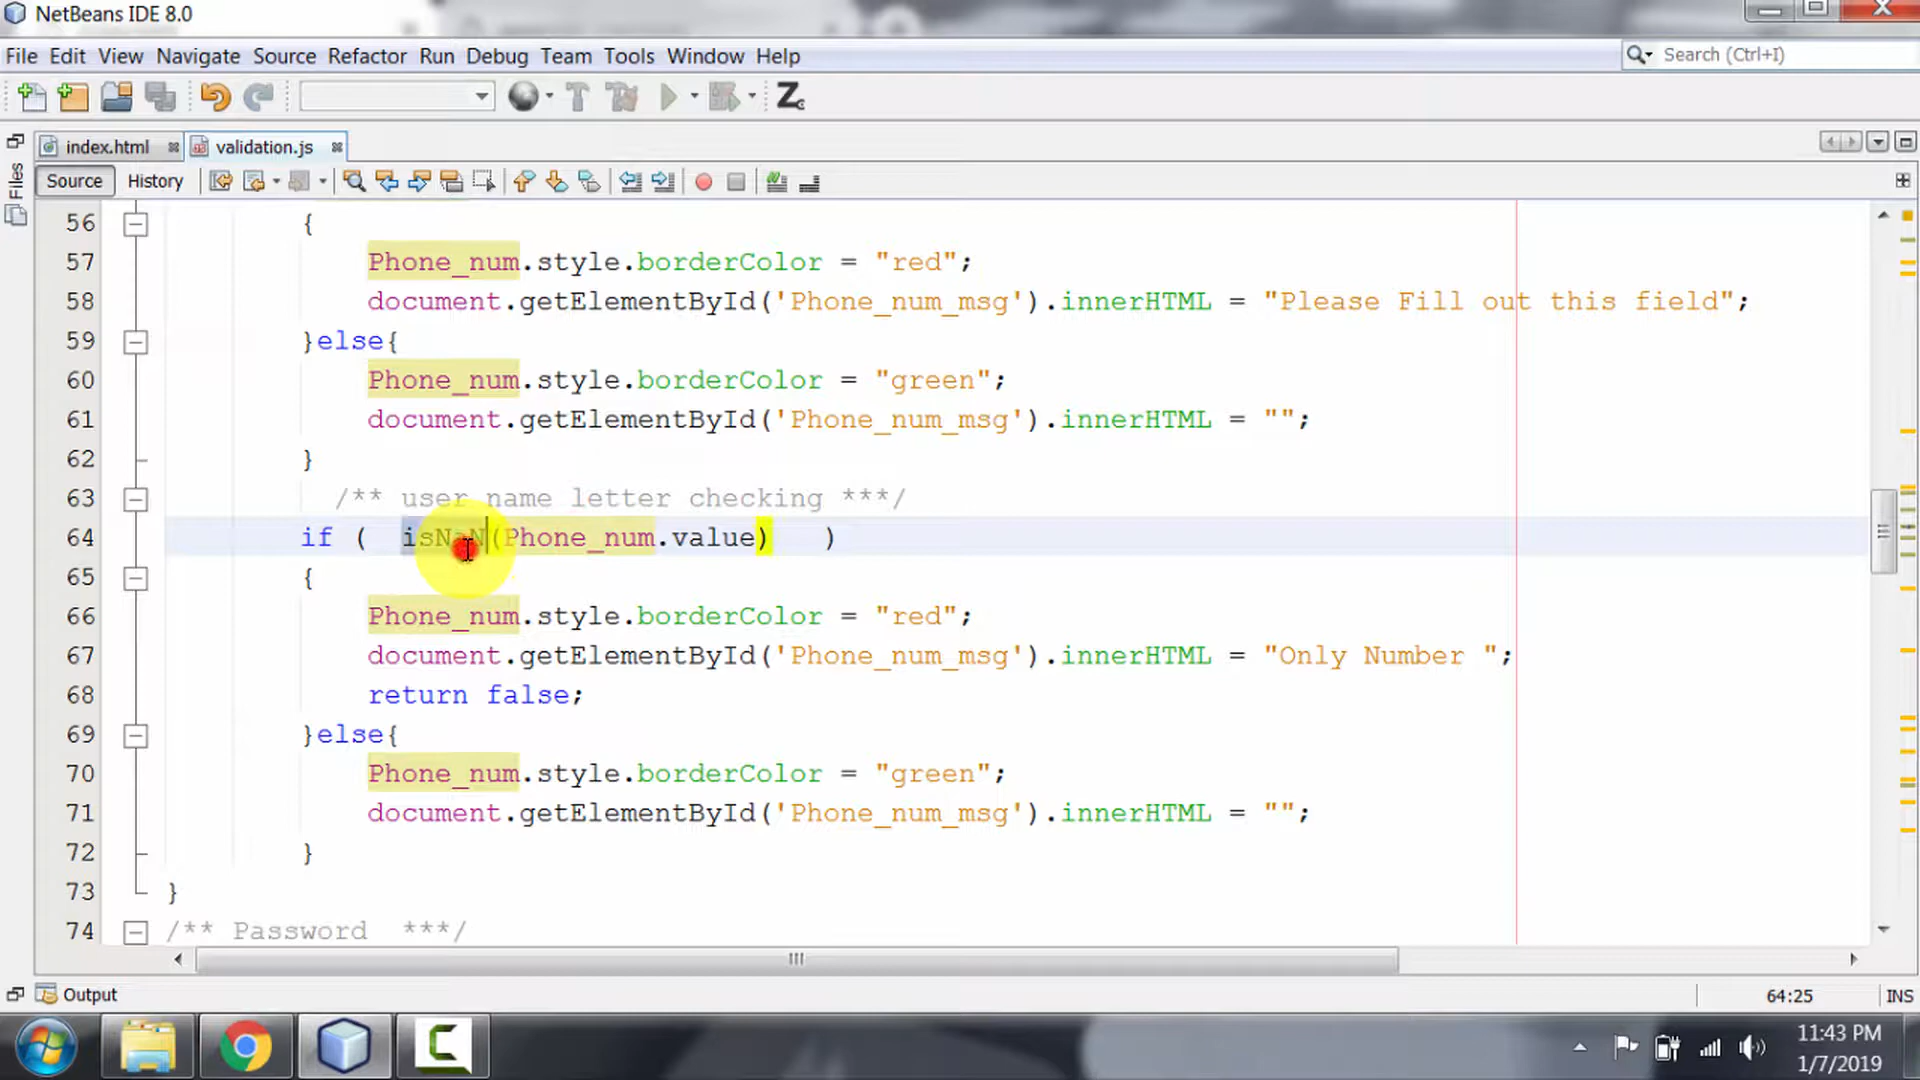 NetBeans IDE 8.0
File Edit View Navigate Source Refactor Run Debug Team Tools Window Help
Search (Ctrl+I)
index.html validation.js
Files
Source History
56 {
57 Phone_num.style.borderColor = "red";
58 document.getElementById('Phone_num_msg').innerHTML = "Please Fill out this field";
59 }else{
60 Phone_num.style.borderColor = "green";
61 document.getElementById('Phone_num_msg').innerHTML = "";
62 }
63 /** user name letter checking ***/
64 if ( isNaN(Phone_num.value) )
65 {
66 Phone_num.style.borderColor = "red";
67 document.getElementById('Phone_num_msg').innerHTML = "Only Number ";
68 return false;
69 }else{
70 Phone_num.style.borderColor = "green";
71 document.getElementById('Phone_num_msg').innerHTML = "";
72 }
73 }
74 /** Password ***/
Output
64:25 INS
11:43 PM
1/7/2019